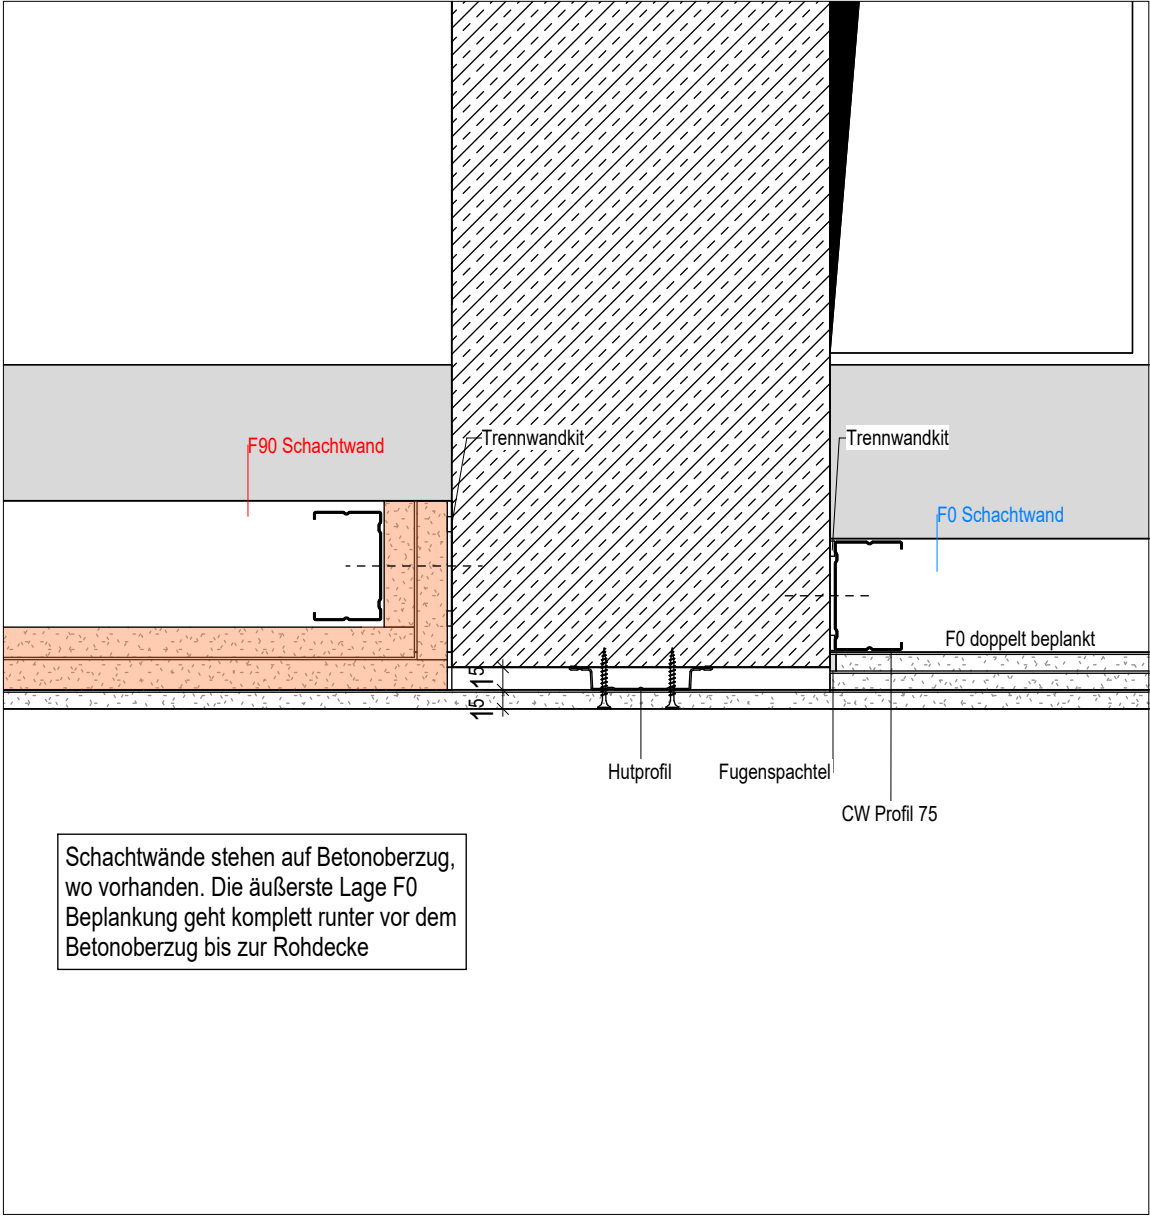 F90 Schachtwand
Trennwandkit
Trennwandkit
F0 Schachtwand
F0 doppelt beplankt
15
15
Hutprofil
Fugenspachtel
CW Profil 75
Schachtwände stehen auf Betonoberzug,
wo vorhanden. Die äußerste Lage F0
Beplankung geht komplett runter vor dem
Betonoberzug bis zur Rohdecke